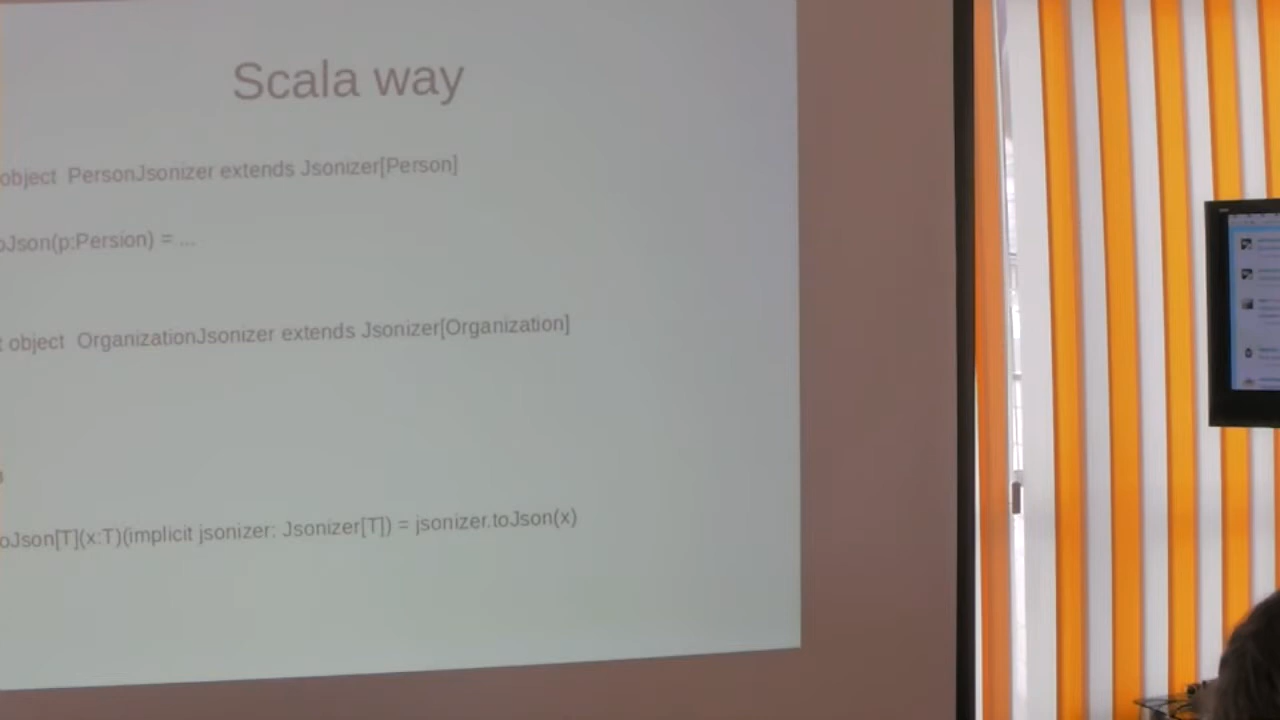 Scala way
object PersonJsonizer extends Jsonizer[Person]
oJson(p:Persion) = ...
t object OrganizationJsonizer extends Jsonizer[Organization]
oJson[T](x:T)(implicit jsonizer: Jsonizer[T]) = jsonizer.toJson(x)